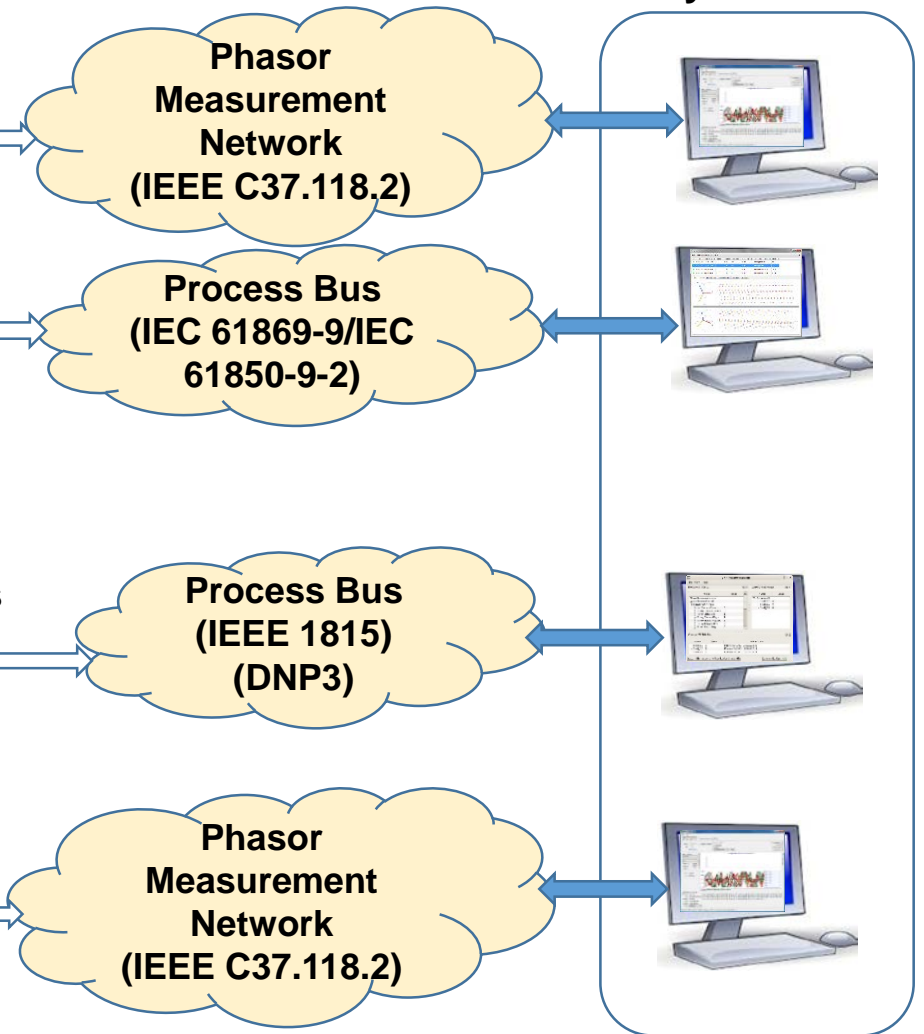 Phasor
Measurement
Network
(IEEE C37.118.2)
Process Bus
(IEC 61869-9/IEC
61850-9-2)
Process Bus
(IEEE 1815)
(DNP3)
Phasor
Measurement
Network
(IEEE C37.118.2)